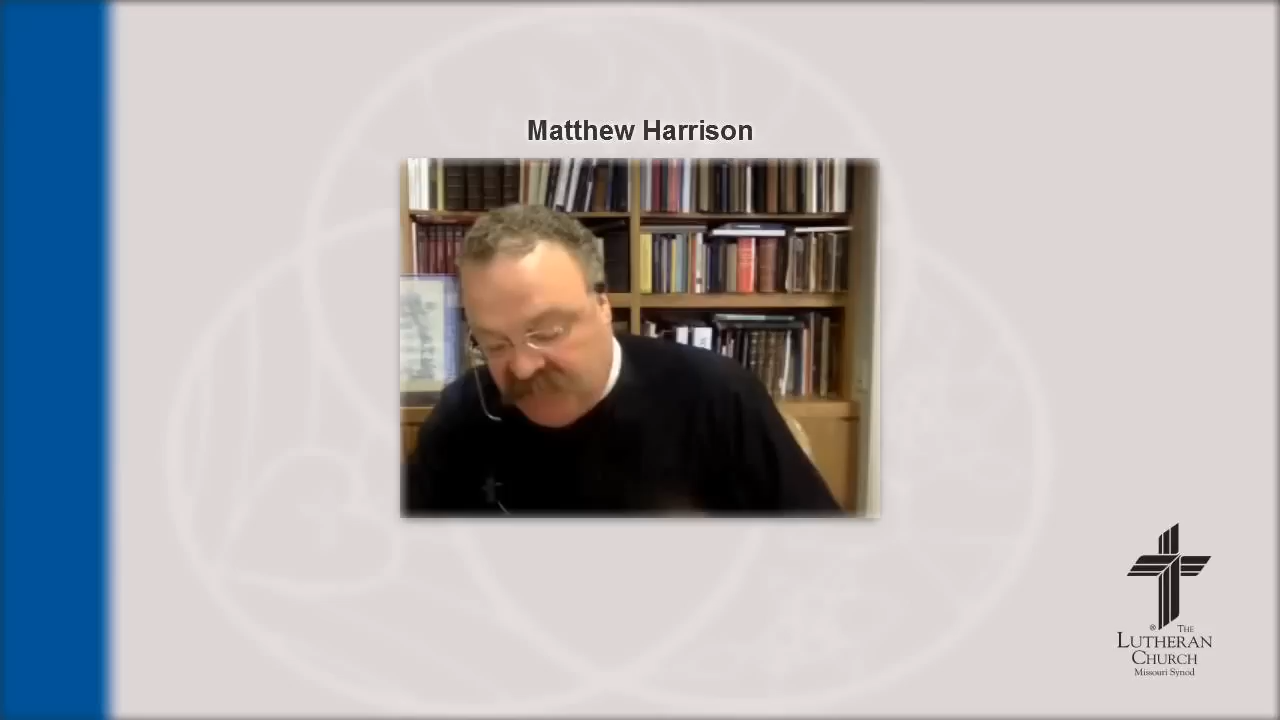 Matthew Harrison
® THE
LUTHERAN
CHURCH
Missouri Synod